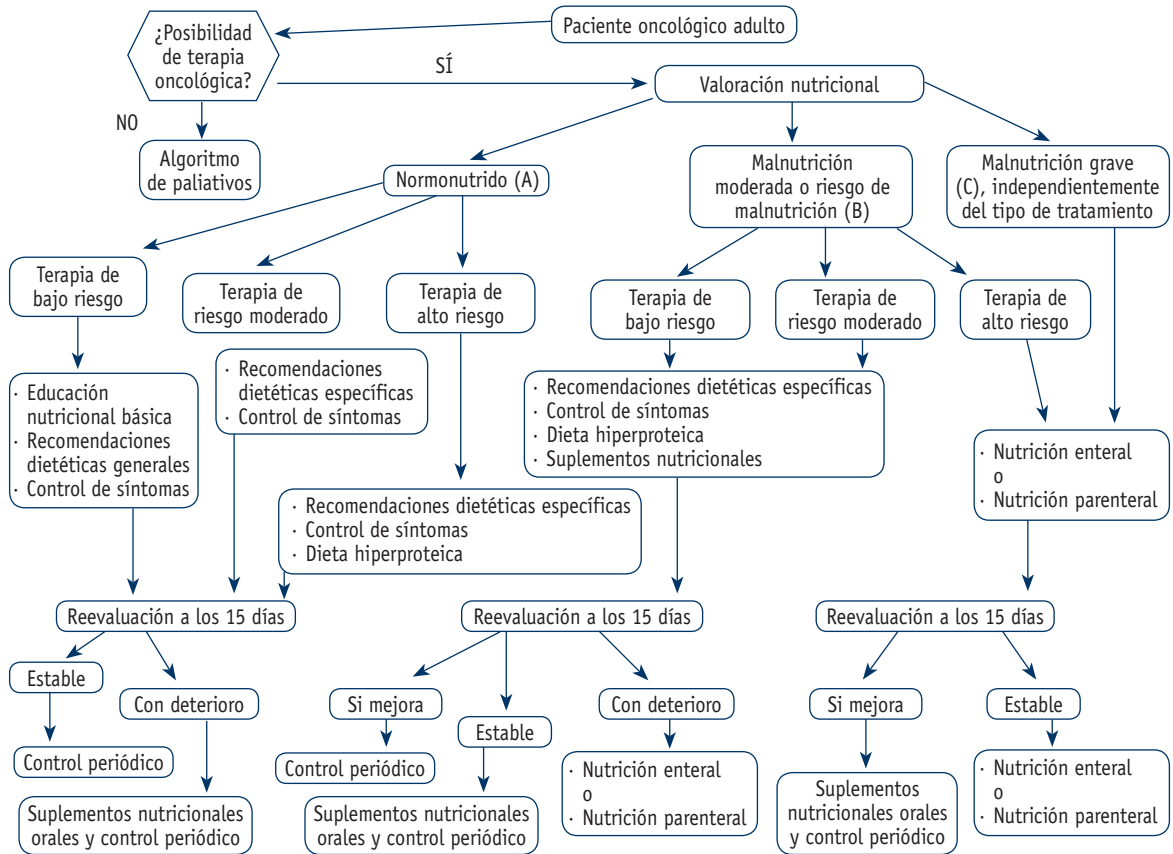 Paciente oncológico adulto
¿Posibilidad
de terapia
oncológica?
SÍ
Valoración nutricional
NO
Algoritmo
de paliativos
Normonutrido (A)
Malnutrición
moderada o riesgo de
malnutrición (B)
Malnutrición grave
(C), independientemente
del tipo de tratamiento
Terapia de
bajo riesgo
Terapia de
riesgo moderado
Terapia de
alto riesgo
Terapia de
bajo riesgo
Terapia de
riesgo moderado
Terapia de
alto riesgo
· Educación
nutricional básica
· Recomendaciones
dietéticas generales
· Control de síntomas
· Recomendaciones
dietéticas específicas
· Control de síntomas
· Recomendaciones dietéticas específicas
· Control de síntomas
· Dieta hiperproteica
· Recomendaciones dietéticas específicas
· Control de síntomas
· Dieta hiperproteica
· Suplementos nutricionales
· Nutrición enteral
o
· Nutrición parenteral
Reevaluación a los 15 días
Reevaluación a los 15 días
Reevaluación a los 15 días
Estable
Con deterioro
Control periódico
Suplementos nutricionales
orales y control periódico
Si mejora
Estable
Con deterioro
Control periódico
Suplementos nutricionales
orales y control periódico
· Nutrición enteral
o
· Nutrición parenteral
Si mejora
Estable
Suplementos
nutricionales orales
y control periódico
· Nutrición enteral
o
· Nutrición parenteral